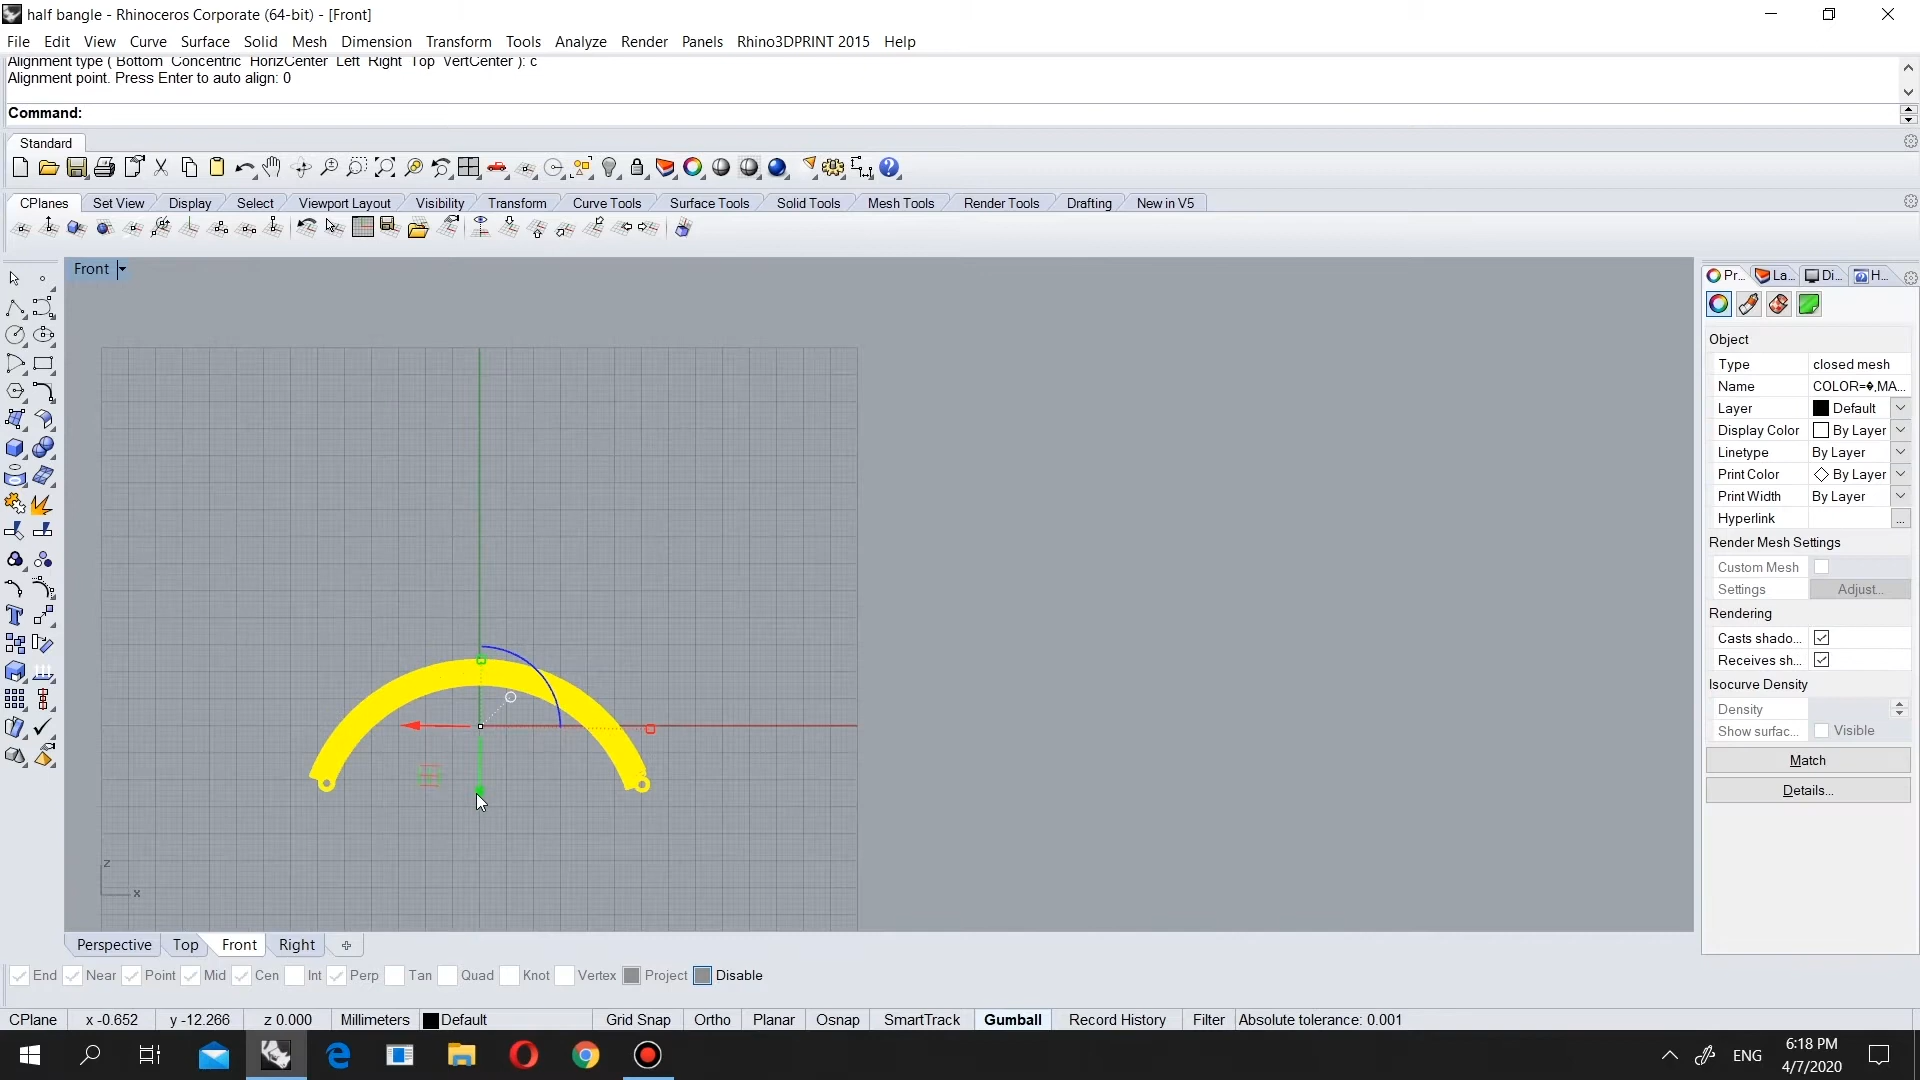 half bangle - Rhinoceros Corporate (64-bit) - [Front]
File Edit View Curve Surface Solid Mesh Dimension Transform Tools Analyze Render Panels Rhino3DPRINT 2015 Help
Alignment type ( Bottom Concentric HorizCenter Left Right Top VertCenter ): c
Alignment point. Press Enter to auto align: 0
Command:
Standard
CPlanes Set View Display Select Viewport Layout Visibility Transform Curve Tools Surface Tools Solid Tools Mesh Tools Render Tools Drafting New in V5
Front
Pr... La... Di... H...
Object
Type closed mesh
Name COLOR=�,MA...
Layer Default
Display Color By Layer
Linetype By Layer
Print Color By Layer
Print Width By Layer
Hyperlink ...
Render Mesh Settings
Custom Mesh
Settings Adjust...
Rendering
Casts shado...
Receives sh...
Isocurve Density
Density
Show surfac... Visible
Match
Details...
z
x
Perspective Top Front Right
End Near Point Mid Cen Int Perp Tan Quad Knot Vertex Project Disable
CPlane x -0.652 y -12.266 z 0.000 Millimeters Default Grid Snap Ortho Planar Osnap SmartTrack Gumball Record History Filter Absolute tolerance: 0.001
ENG
6:18 PM
4/7/2020